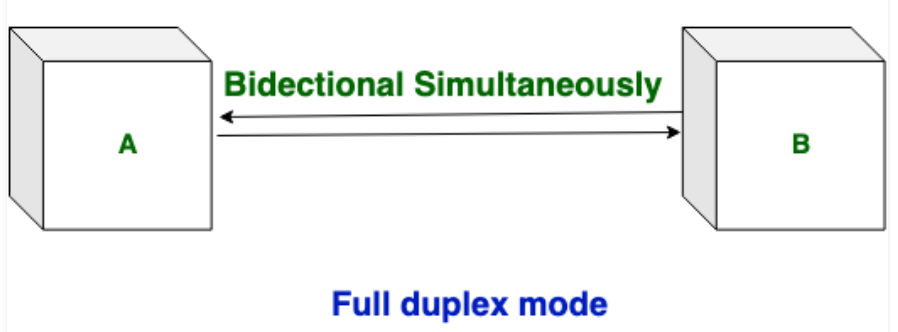 Bidectional Simultaneously
A
B
Full duplex mode